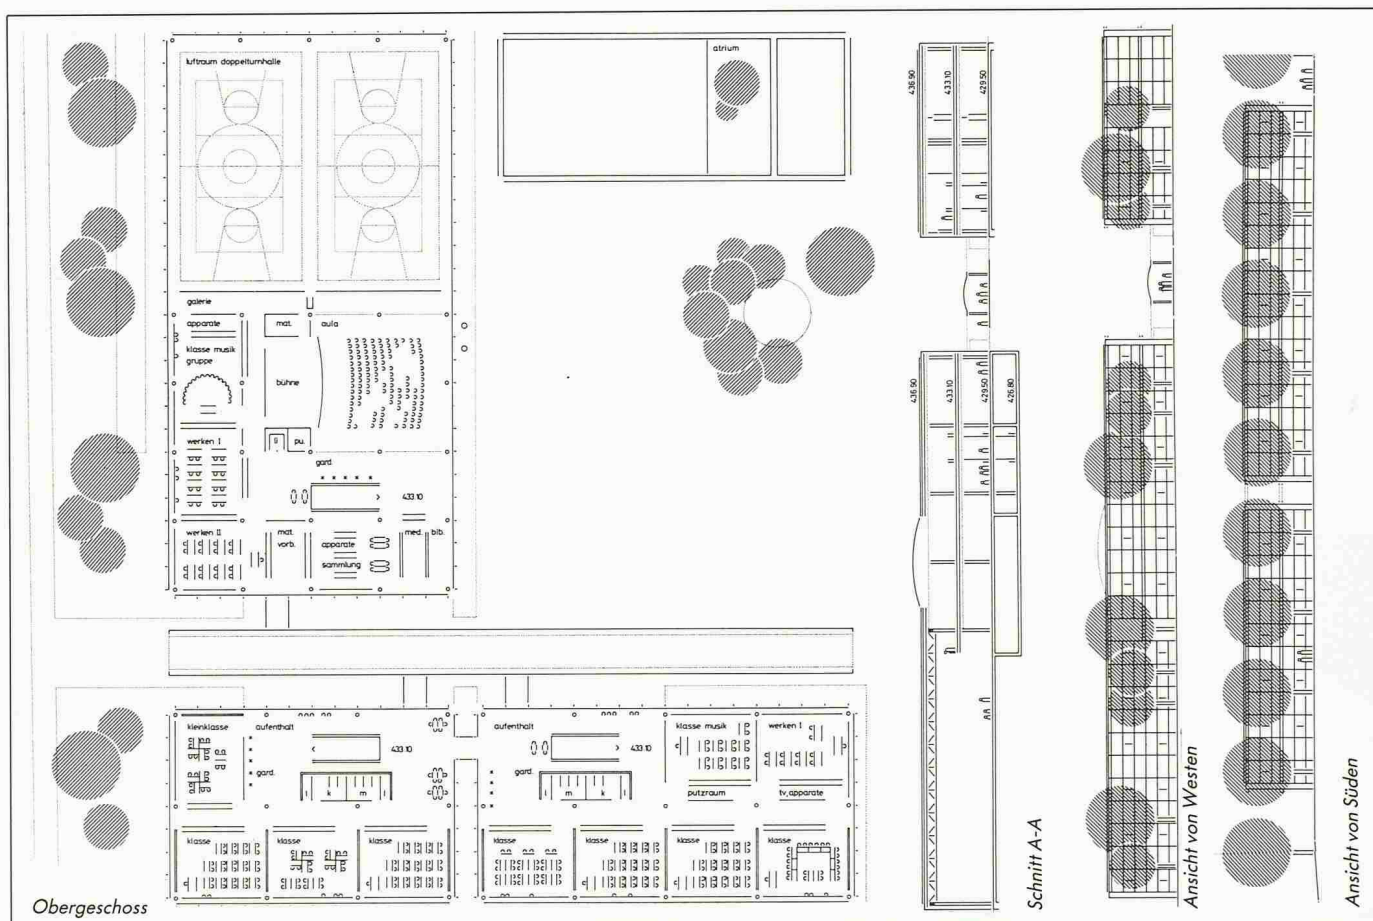 luftraum doppelturnhalle
atrium
galerie
apparate
mat.
aula
klasse musik
gruppe
bühne
werken I
pu.
gard.
433.10
werken II
mat.
vorb.
apparate
sammlung
med.
bib.
kleinklasse
aufenthalt
433.10
gard.
l
k
m
l
aufenthalt
433.10
gard.
l
m
k
l
klasse musik
werken I
putzraum
tv_apparate
klasse
klasse
klasse
klasse
klasse
klasse
klasse
Obergeschoss
436.90
433.10
429.50
436.90
433.10
429.50
426.80
Schnitt A-A
Ansicht von Westen
Ansicht von Süden